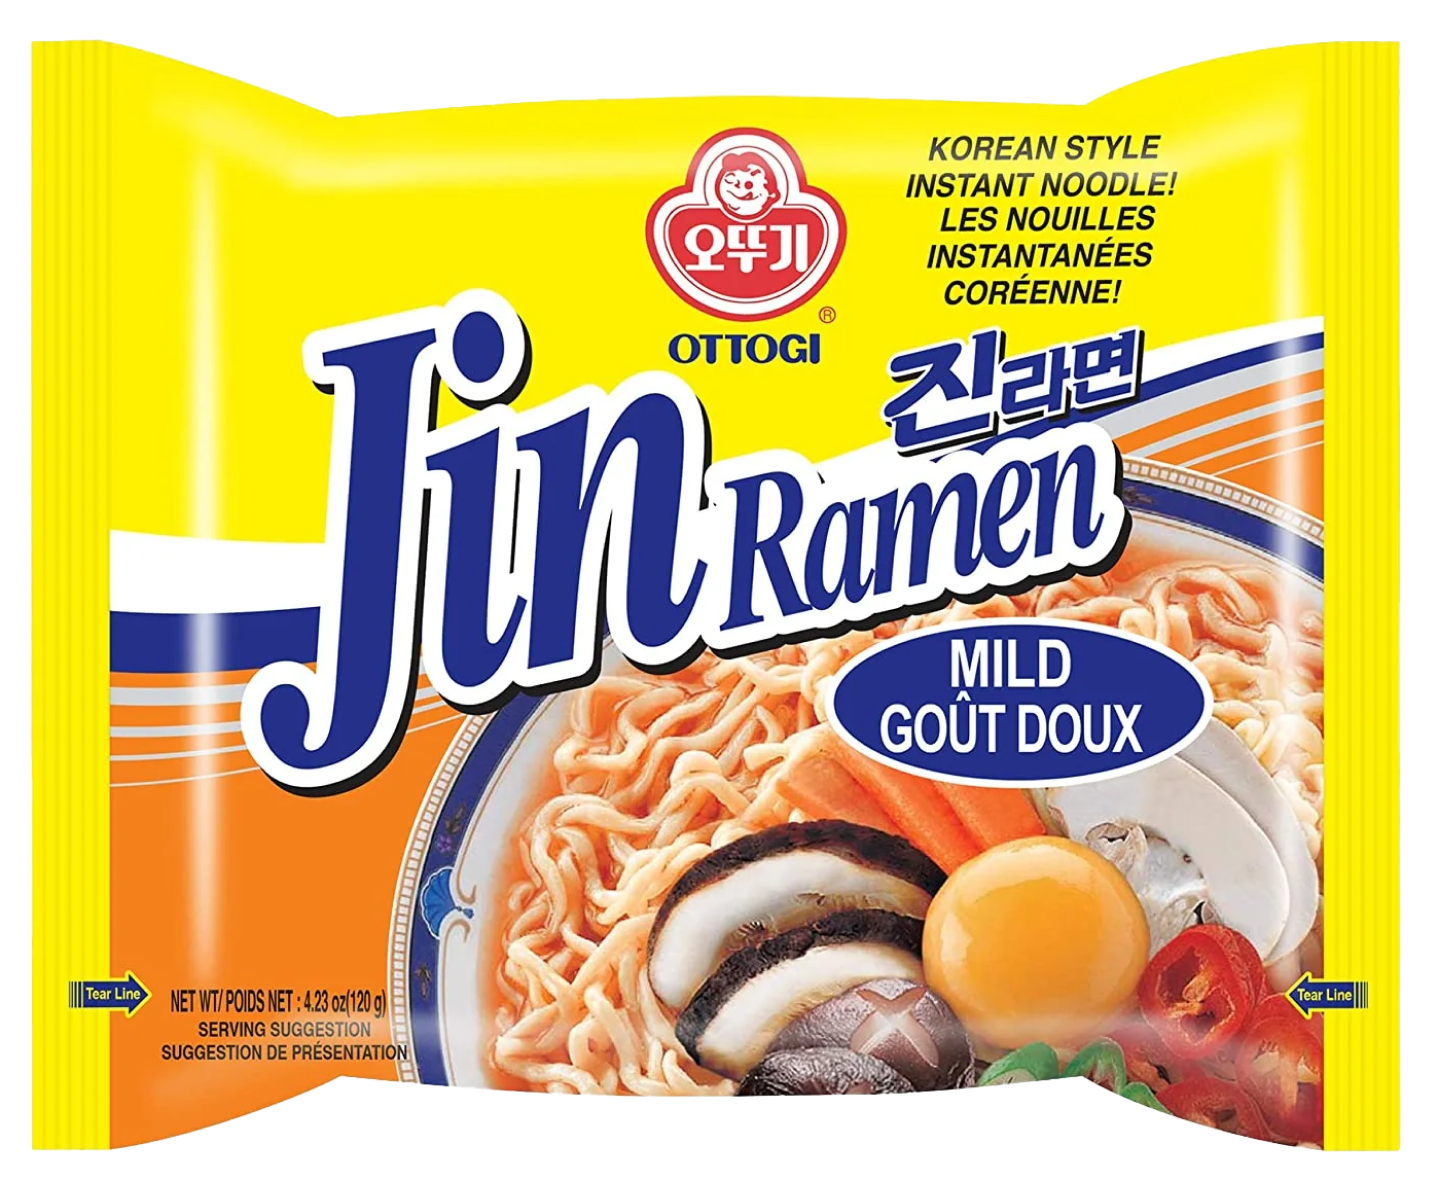 오뚜기
®
OTTOGI
KOREAN STYLE
INSTANT NOODLE!
LES NOUILLES
INSTANTANÉES
CORÉENNE!
진라면
Jin Ramen
MILD
GOÛT DOUX
Tear Line
NET WT/ POIDS NET : 4.23 oz(120 g)
SERVING SUGGESTION
SUGGESTION DE PRÉSENTATION
Tear Line